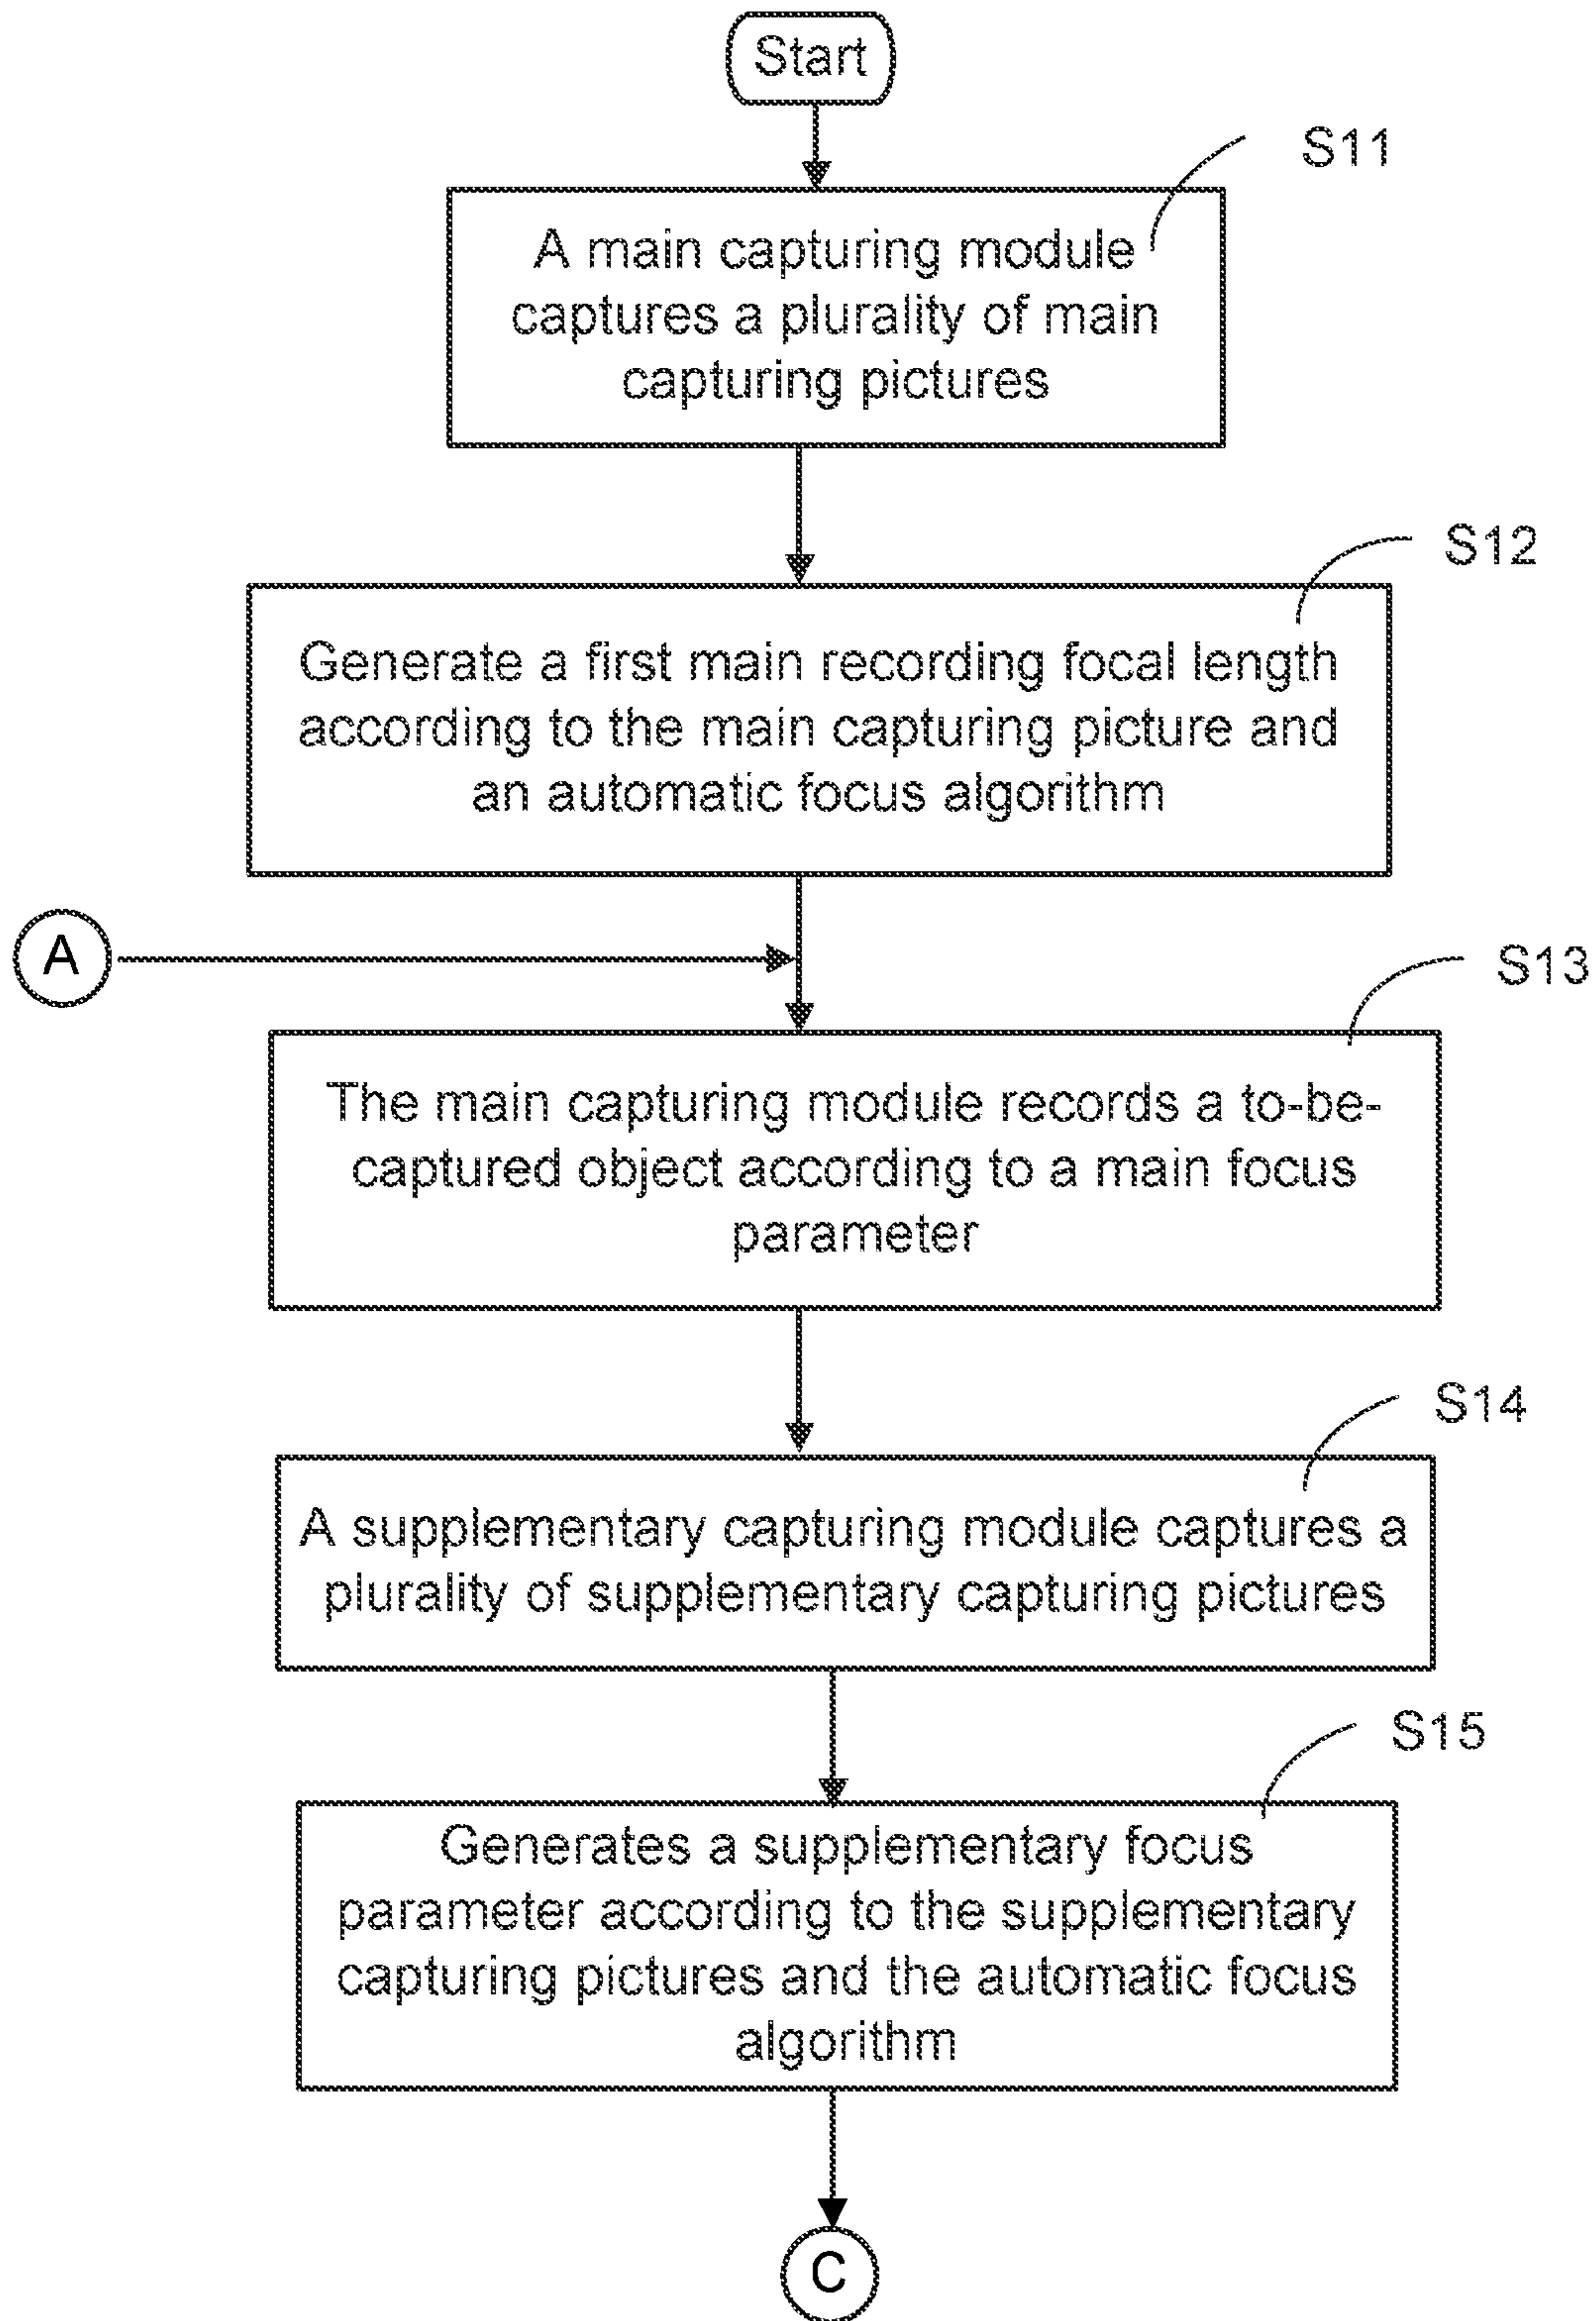 Start
S11
A main capturing module
captures a plurality of main
capturing pictures
S12
Generate a first main recording focal length
according to the main capturing picture and
an automatic focus algorithm
A
S13
The main capturing module records a to-be-
captured object according to a main focus
parameter
S14
A supplementary capturing module captures a
plurality of supplementary capturing pictures
S15
Generates a supplementary focus
parameter according to the supplementary
capturing pictures and the automatic focus
algorithm
C